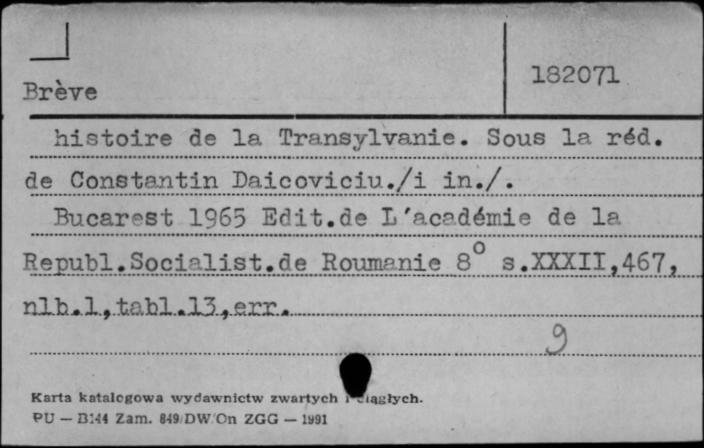 182071
Brève
histoire de la Transylvanie. Sous la réd.
de Constantin Daicoviciu./i in./.
Bucarest 1965 Edit.de L'académie de la
Republ.Socialist.de Roumanie 8° s.XXXII,467,
nlb.1,tabl.13,err.
9
Karta katalogowa wydawnictw zwartych i ciągłych.
PU — B144 Zam. 849/DW/On ZGG — 1991